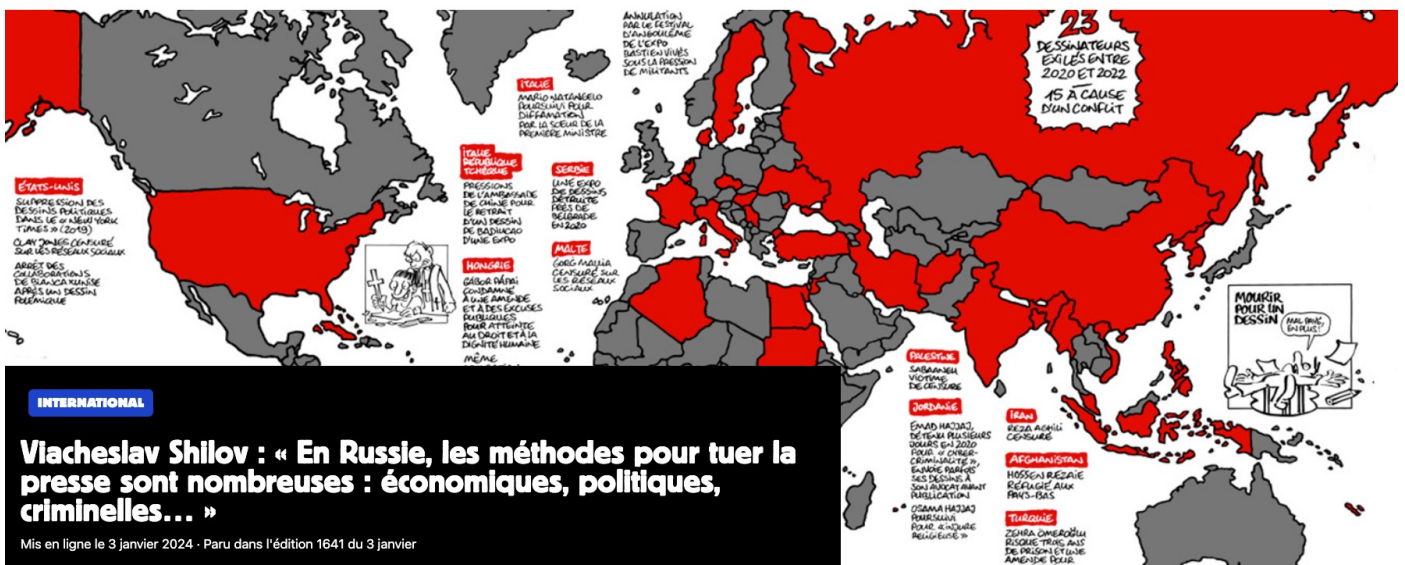 ÉTATS-UNIS
SUPPRESSION DES
DESSINS POLITIQUES
DANS LE « NEW YORK
TIMES » (2019)
CLAY JONES CENSURÉ
SUR LES RÉSEAUX SOCIAUX
ARRÊT DES
COLLABORATIONS
DE BIANCA XUNISE
APRÈS UN DESSIN
POLÉMIQUE
ANNULATION
PAR LE FESTIVAL
D'ANGOULÊME
DE L'EXPO
BASTIEN VIVÈS
SOUS LA PRESSION
DE MILITANTS
ITALIE
MARIO NATANGELO
POURSUIVI POUR
DIFFAMATION
PAR LA SŒUR DE LA
PREMIÈRE MINISTRE
ITALIE
RÉPUBLIQUE
TCHÈQUE
PRESSIONS
DE L'AMBASSADE
DE CHINE POUR
LE RETRAIT
D'UN DESSIN
DE BADIUCAO
D'UNE EXPO
HONGRIE
GÁBOR PÁPAI
CONDAMNÉ
À UNE AMENDE
ET À DES EXCUSES
PUBLIQUES
POUR ATTEINTE
AU DROIT ET À LA
DIGNITÉ HUMAINE
MÊME
SERBIE
UNE EXPO
DE DESSINS
DÉTRUITE
PRÈS DE
BELGRADE
EN 2020
MALTE
GORG MALLIA
CENSURÉ SUR
LES RÉSEAUX
SOCIAUX
23
DESSINATEURS
EXILÉS ENTRE
2020 ET 2022
15 À CAUSE
D'UN CONFLIT
MOURIR
POUR UN
DESSIN
MAL PAYÉ,
EN PLUS !
PALESTINE
SABAANEH
VICTIME
DE CENSURE
JORDANIE
EMAD HAJJAJ,
DÉTENU PLUSIEURS
JOURS EN 2020
POUR « CYBER-
CRIMINALITÉ »,
ENVOIE PARFOIS
SES DESSINS À
SON AVOCAT AVANT
PUBLICATION
OSAMA HAJJAJ
POURSUIVI
POUR « INJURE
RELIGIEUSE »
IRAN
REZA AGHILI
CENSURÉ
AFGHANISTAN
HOSSEN REZAIE
RÉFUGIÉ AUX
PAYS-BAS
TURQUIE
ZEHRA ÖMEROĞLU
RISQUE TROIS ANS
DE PRISON ET UNE
AMENDE POUR
INTERNATIONAL
Viacheslav Shilov : « En Russie, les méthodes pour tuer la
presse sont nombreuses : économiques, politiques,
criminelles… »
Mis en ligne le 3 janvier 2024 · Paru dans l'édition 1641 du 3 janvier